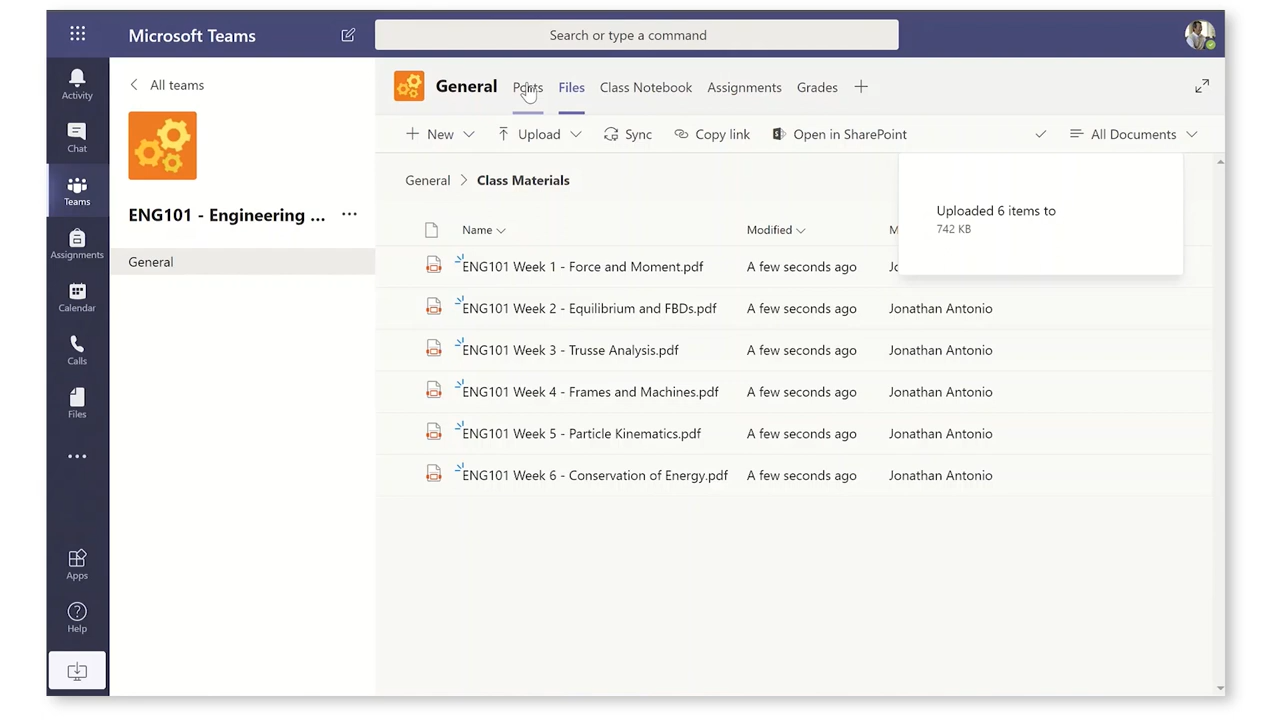 Microsoft Teams
Search or type a command
Activity
Chat
Teams
Assignments
Calendar
Calls
Files
Apps
Help
All teams
ENG101 - Engineering ...
General
General Posts Files Class Notebook Assignments Grades
New Upload Sync Copy link Open in SharePoint All Documents
General > Class Materials
Uploaded 6 items to
742 KB
Name Modified M
ENG101 Week 1 - Force and Moment.pdf A few seconds ago Jo
ENG101 Week 2 - Equilibrium and FBDs.pdf A few seconds ago Jonathan Antonio
ENG101 Week 3 - Trusse Analysis.pdf A few seconds ago Jonathan Antonio
ENG101 Week 4 - Frames and Machines.pdf A few seconds ago Jonathan Antonio
ENG101 Week 5 - Particle Kinematics.pdf A few seconds ago Jonathan Antonio
ENG101 Week 6 - Conservation of Energy.pdf A few seconds ago Jonathan Antonio